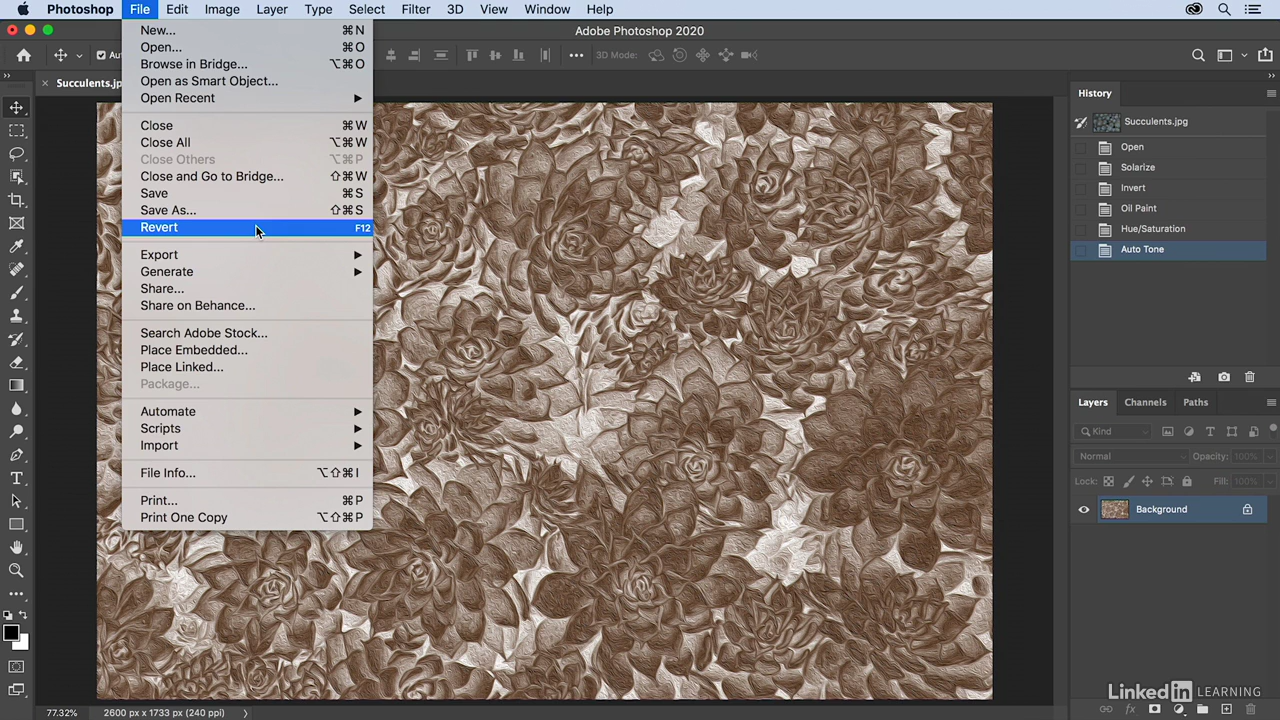 Photoshop File Edit Image Layer Type Select Filter 3D View Window Help
Adobe Photoshop 2020
3D Mode:
Succulents.jp
New... ⌘N
Open... ⌘O
Browse in Bridge... ⌥⌘O
Open as Smart Object...
Open Recent
Close ⌘W
Close All ⌥⌘W
Close Others ⌥⌘P
Close and Go to Bridge... ⇧⌘W
Save ⌘S
Save As... ⇧⌘S
Revert F12
Export
Generate
Share...
Share on Behance...
Search Adobe Stock...
Place Embedded...
Place Linked...
Package...
Automate
Scripts
Import
File Info... ⌥⇧⌘I
Print... ⌘P
Print One Copy ⌥⇧⌘P
History
Succulents.jpg
Open
Solarize
Invert
Oil Paint
Hue/Saturation
Auto Tone
Layers Channels Paths
Kind
Normal Opacity: 100%
Lock: Fill: 100%
Background
77.32% 2600 px x 1733 px (240 ppi)
LinkedIn LEARNING